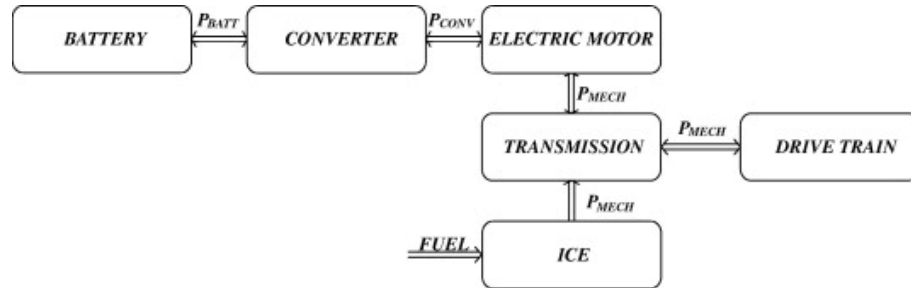 P_BATT
P_CONV
BATTERY
CONVERTER
ELECTRIC MOTOR
P_MECH
P_MECH
TRANSMISSION
DRIVE TRAIN
P_MECH
FUEL
ICE